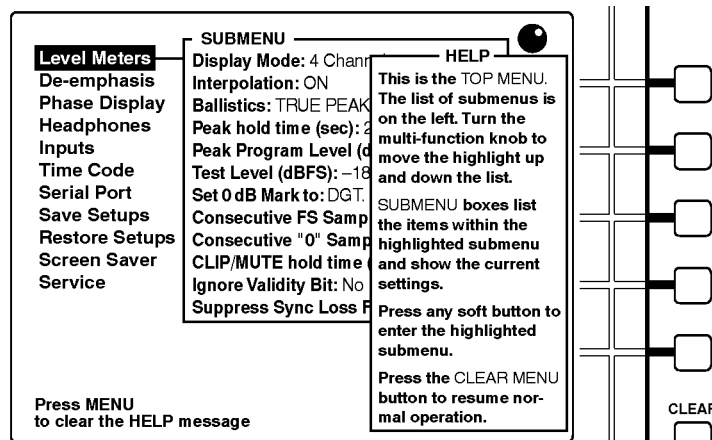 Level Meters
De-emphasis
Phase Display
Headphones
Inputs
Time Code
Serial Port
Save Setups
Restore Setups
Screen Saver
Service
SUBMENU
Display Mode: 4 Chann
Interpolation: ON
Ballistics: TRUE PEAK
Peak hold time (sec): 2
Peak Program Level (d
Test Level (dBFS): –18
Set 0 dB Mark to: DGT.
Consecutive FS Samp
Consecutive "0" Samp
CLIP/MUTE hold time (
Ignore Validity Bit: No
Suppress Sync Loss F
HELP
This is the TOP MENU.
The list of submenus is
on the left. Turn the
multi-function knob to
move the highlight up
and down the list.
SUBMENU boxes list
the items within the
highlighted submenu
and show the current
settings.
Press any soft button to
enter the highlighted
submenu.
Press the CLEAR MENU
button to resume nor-
mal operation.
Press MENU
to clear the HELP message
CLEAR